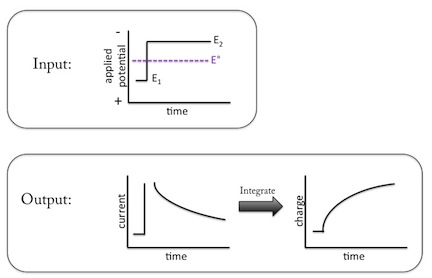 Input:
applied
potential
-
+
E₁
E₂
E°
time
Output:
current
time
Integrate
charge
time